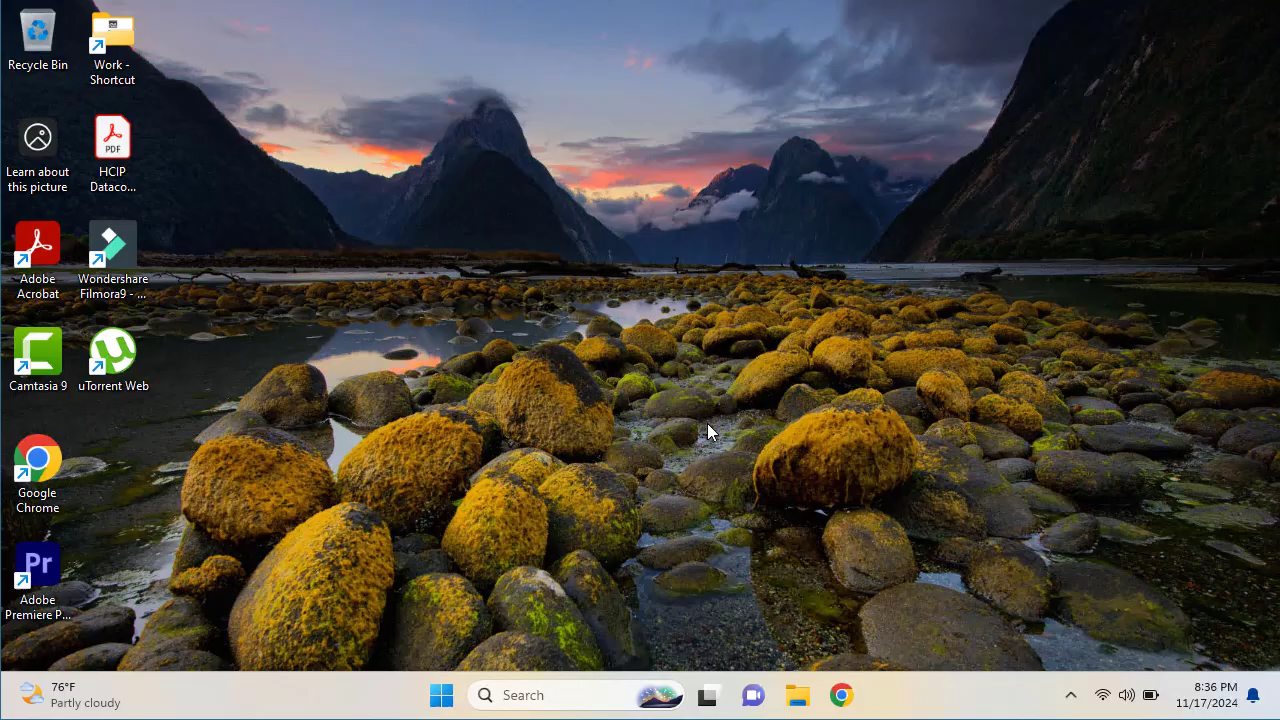 Recycle Bin
Work -
Shortcut
Learn about
this picture
PDF
HCIP
Dataco...
Adobe
Acrobat
Wondershare
Filmora9 - ...
Camtasia 9
uTorrent Web
Google
Chrome
Pr
Adobe
Premiere P...
76°F
Partly cloudy
Search
8:36 PM
11/17/2024